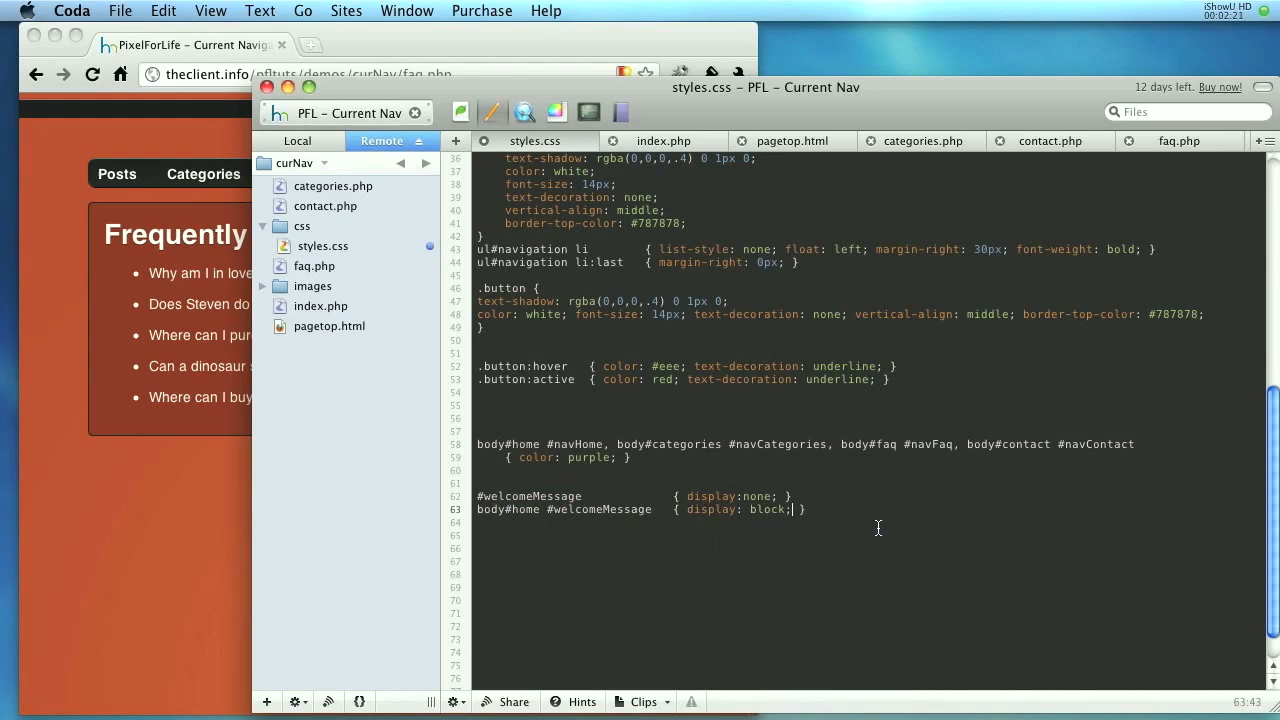 Coda File Edit View Text Go Sites Window Purchase Help
iShowU HD
00:02:21
PixelForLife – Current Naviga
theclient.info/pfltuts/demos/curNav/faq.php
Posts Categories
Frequently
Why am I in love
Does Steven do
Where can I pur
Can a dinosaur
Where can I buy
styles.css – PFL – Current Nav
12 days left. Buy now!
PFL – Current Nav
Files
Local Remote
styles.css index.php pagetop.html categories.php contact.php faq.php
curNav
categories.php
contact.php
css
styles.css
faq.php
images
index.php
pagetop.html
36 text-shadow: rgba(0,0,0,.4) 0 1px 0;
37 color: white;
38 font-size: 14px;
39 text-decoration: none;
40 vertical-align: middle;
41 border-top-color: #787878;
42 }
43 ul#navigation li { list-style: none; float: left; margin-right: 30px; font-weight: bold; }
44 ul#navigation li:last { margin-right: 0px; }
45
46 .button {
47 text-shadow: rgba(0,0,0,.4) 0 1px 0;
48 color: white; font-size: 14px; text-decoration: none; vertical-align: middle; border-top-color: #787878;
49 }
50
51
52 .button:hover { color: #eee; text-decoration: underline; }
53 .button:active { color: red; text-decoration: underline; }
54
55
56
57
58 body#home #navHome, body#categories #navCategories, body#faq #navFaq, body#contact #navContact
59 { color: purple; }
60
61
62 #welcomeMessage { display:none; }
63 body#home #welcomeMessage { display: block; }
64
65
66
67
68
69
70
71
72
73
74
75
76
Share Hints Clips
63:43